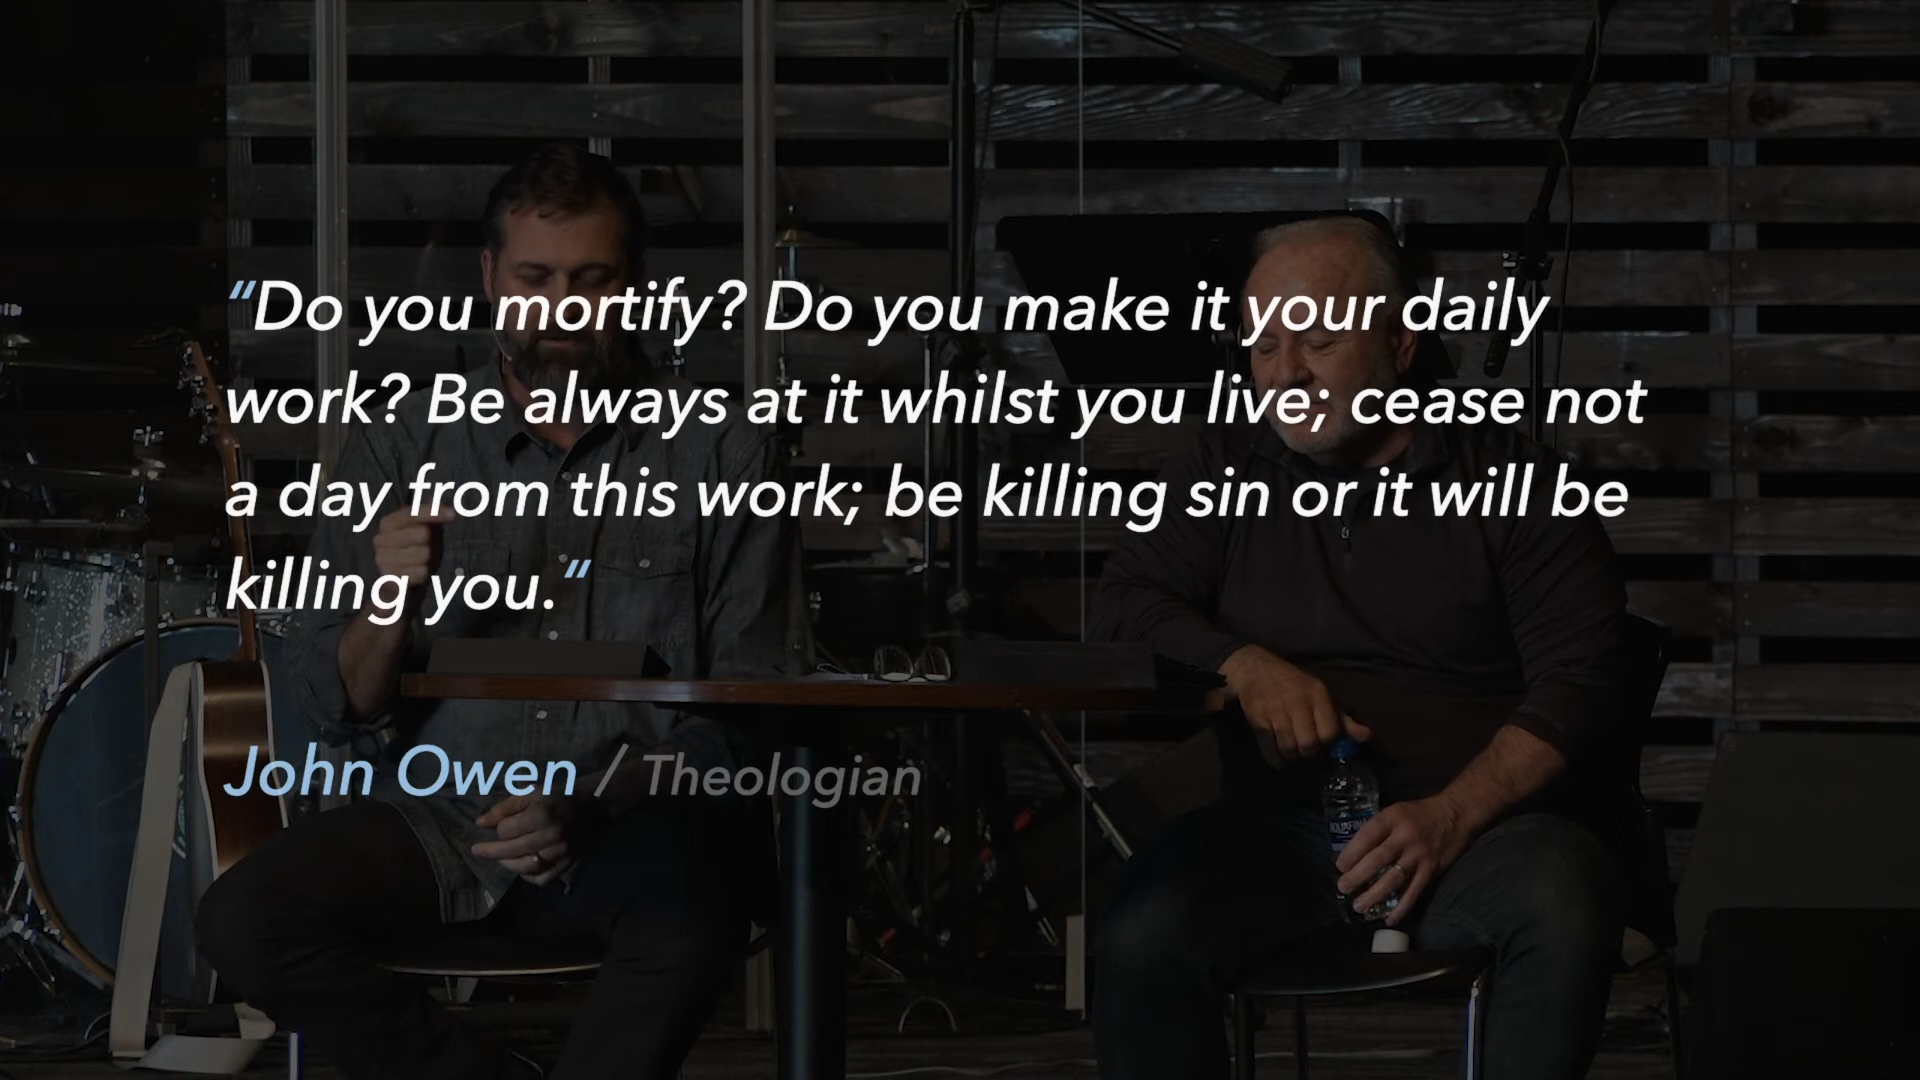 “Do you mortify? Do you make it your daily
work? Be always at it whilst you live; cease not
a day from this work; be killing sin or it will be
killing you.“
John Owen / Theologian
AQUAFINA